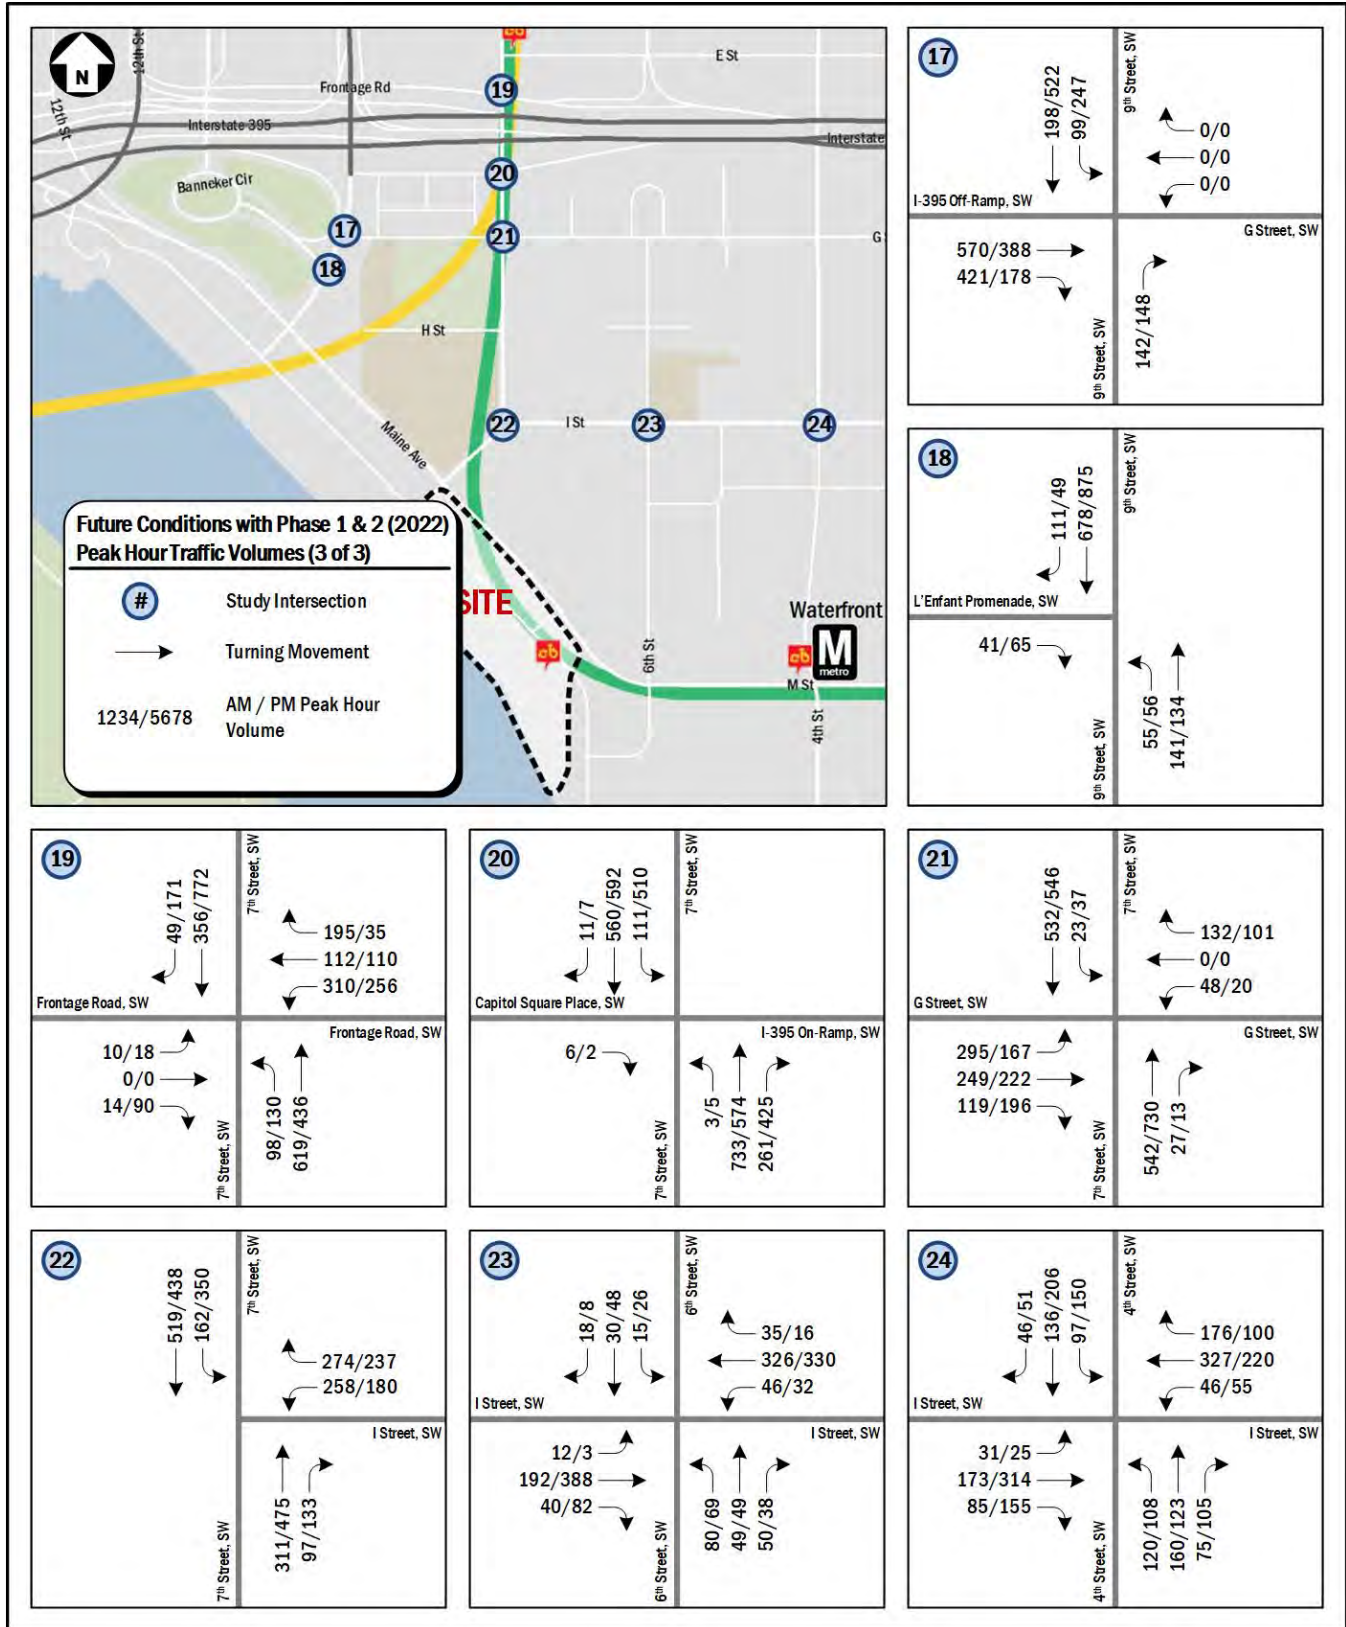 N
12th St
12th St
Frontage Rd
E St
19
Interstate 395
Interstate
20
Banneker Cir
17
21
G
18
H St
22
I St
23
24
Maine Ave
Future Conditions with Phase 1 & 2 (2022)
Peak Hour Traffic Volumes (3 of 3)
# Study Intersection
Turning Movement
1234/5678 AM / PM Peak Hour
Volume
SITE
cb
cb
cb
Waterfront
M
metro
6th St
M St
4th St
17
198/522
99/247
9th Street, SW
0/0
0/0
0/0
I-395 Off-Ramp, SW
G Street, SW
570/388
421/178
9th Street, SW
142/148
18
111/49
678/875
9th Street, SW
L'Enfant Promenade, SW
41/65
9th Street, SW
55/56
141/134
19
49/171
356/772
7th Street, SW
195/35
112/110
310/256
Frontage Road, SW
Frontage Road, SW
10/18
0/0
14/90
7th Street, SW
98/130
619/436
20
11/7
560/592
111/510
7th Street, SW
Capitol Square Place, SW
I-395 On-Ramp, SW
6/2
7th Street, SW
3/5
733/574
261/425
21
532/546
23/37
7th Street, SW
132/101
0/0
48/20
G Street, SW
G Street, SW
295/167
249/222
119/196
7th Street, SW
542/730
27/13
22
519/438
162/350
7th Street, SW
274/237
258/180
I Street, SW
7th Street, SW
311/475
97/133
23
18/8
30/48
15/26
6th Street, SW
35/16
326/330
46/32
I Street, SW
I Street, SW
12/3
192/388
40/82
6th Street, SW
80/69
49/49
50/38
24
46/51
136/206
97/150
4th Street, SW
176/100
327/220
46/55
I Street, SW
I Street, SW
31/25
173/314
85/155
4th Street, SW
120/108
160/123
75/105